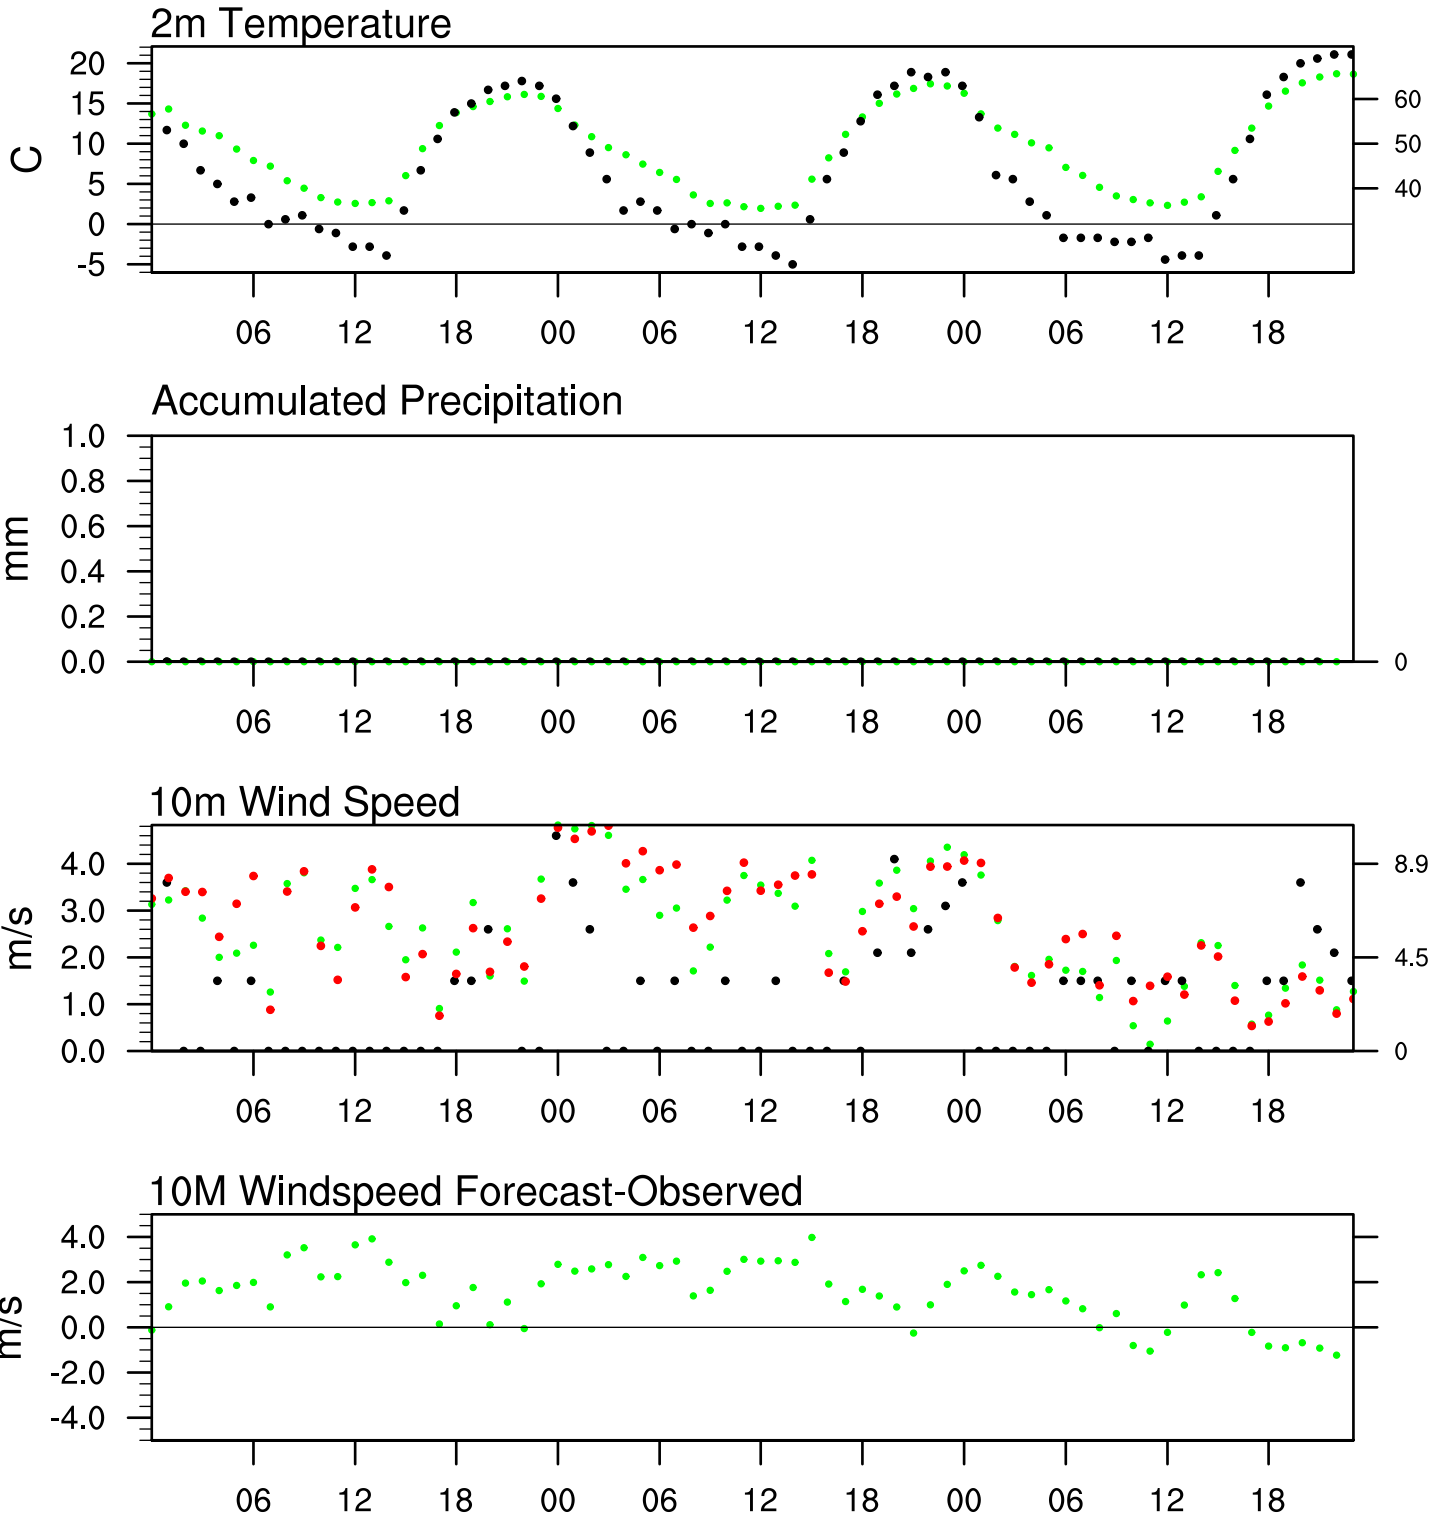 2m Temperature
20
15
10
5
0
-5
C
60
50
40
06 12 18 00 06 12 18 00 06 12 18
Accumulated Precipitation
1.0
0.8
0.6
0.4
0.2
0.0
mm
0
06 12 18 00 06 12 18 00 06 12 18
10m Wind Speed
4.0
3.0
2.0
1.0
0.0
m/s
8.9
4.5
0
06 12 18 00 06 12 18 00 06 12 18
10M Windspeed Forecast-Observed
4.0
2.0
0.0
-2.0
-4.0
m/s
06 12 18 00 06 12 18 00 06 12 18